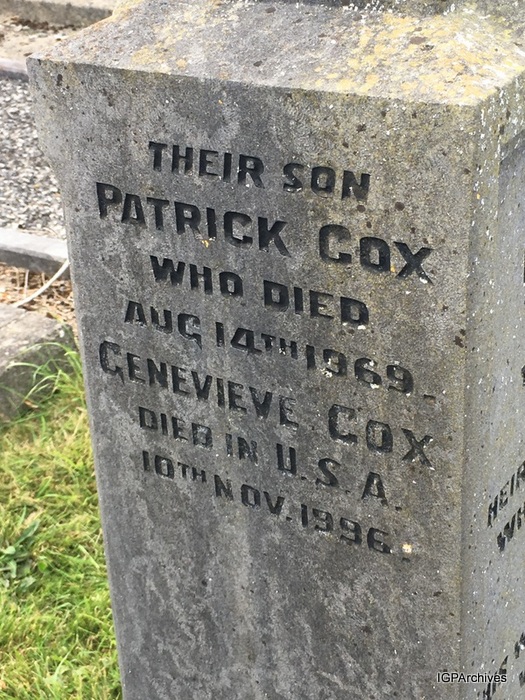 THEIR SON
PATRICK COX
WHO DIED
AUG 14TH 1969.
GENEVIEVE COX
DIED IN U.S.A.
10TH NOV. 1996.
IGPArchives